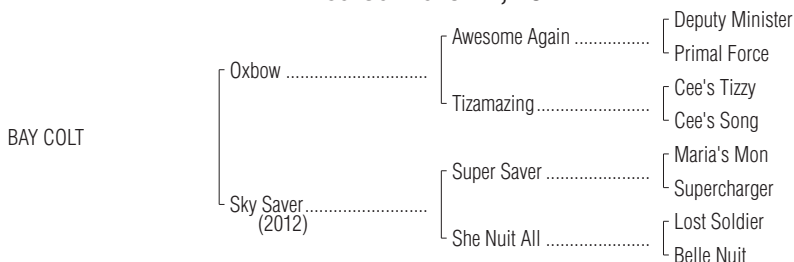 Deputy Minister
Awesome Again ................
Primal Force
Oxbow ..............................
Cee's Tizzy
Tizamazing ......................
Cee's Song
BAY COLT
Maria's Mon
Super Saver ......................
Supercharger
Sky Saver ..........................
(2012)
Lost Soldier
She Nuit All ......................
Belle Nuit